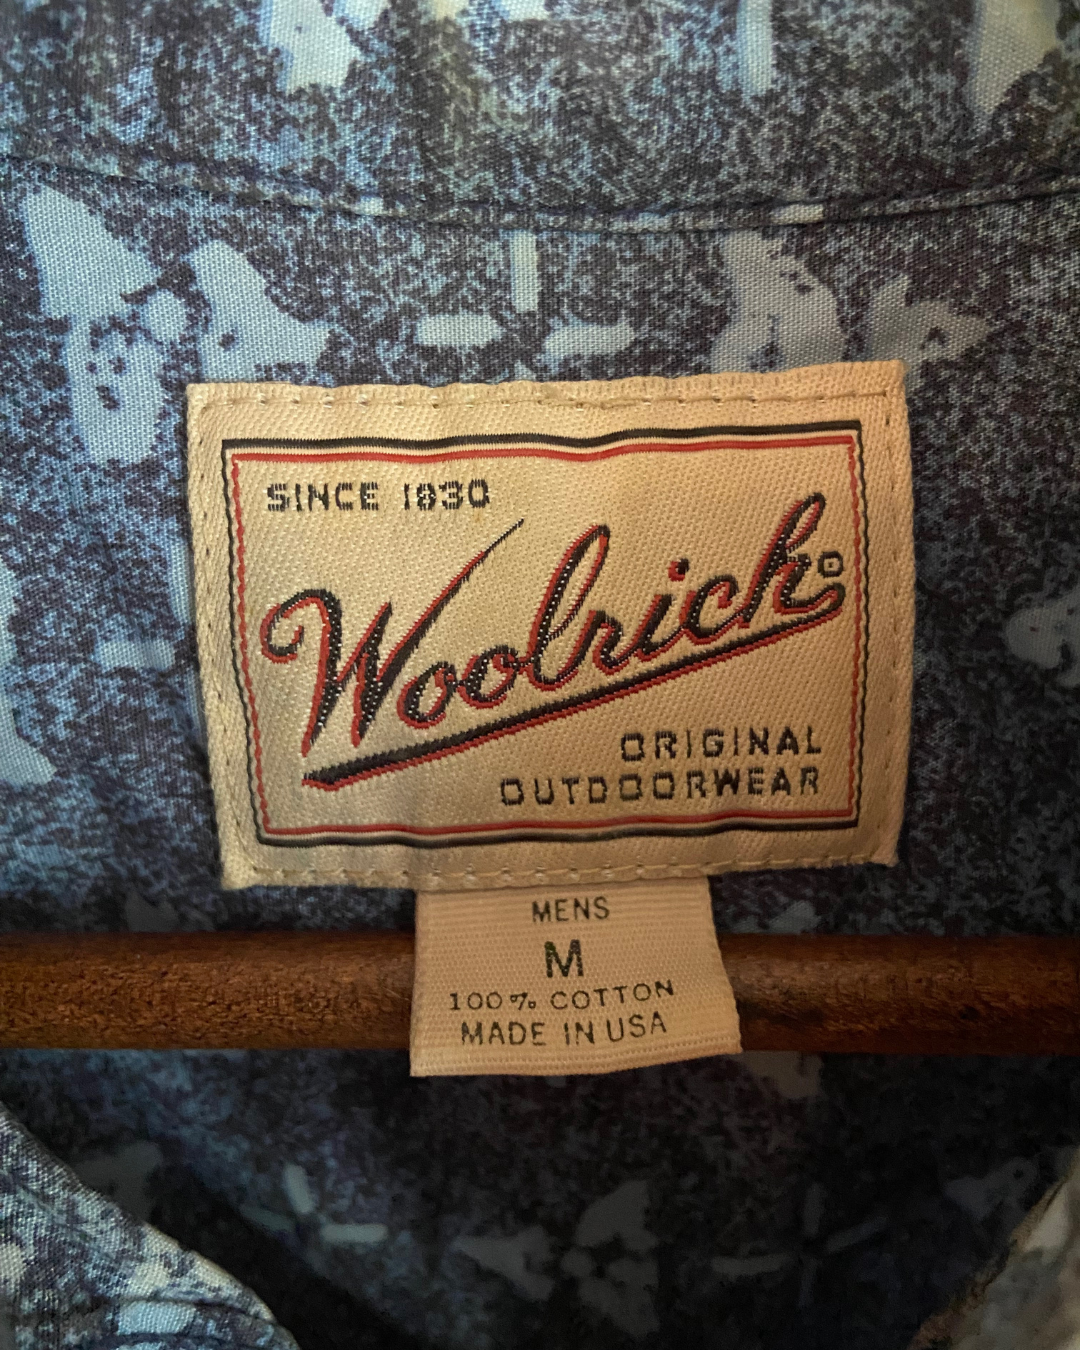 SINCE 1830
Woolrich®
ORIGINAL
OUTDOORWEAR
MENS
M
100% COTTON
MADE IN USA